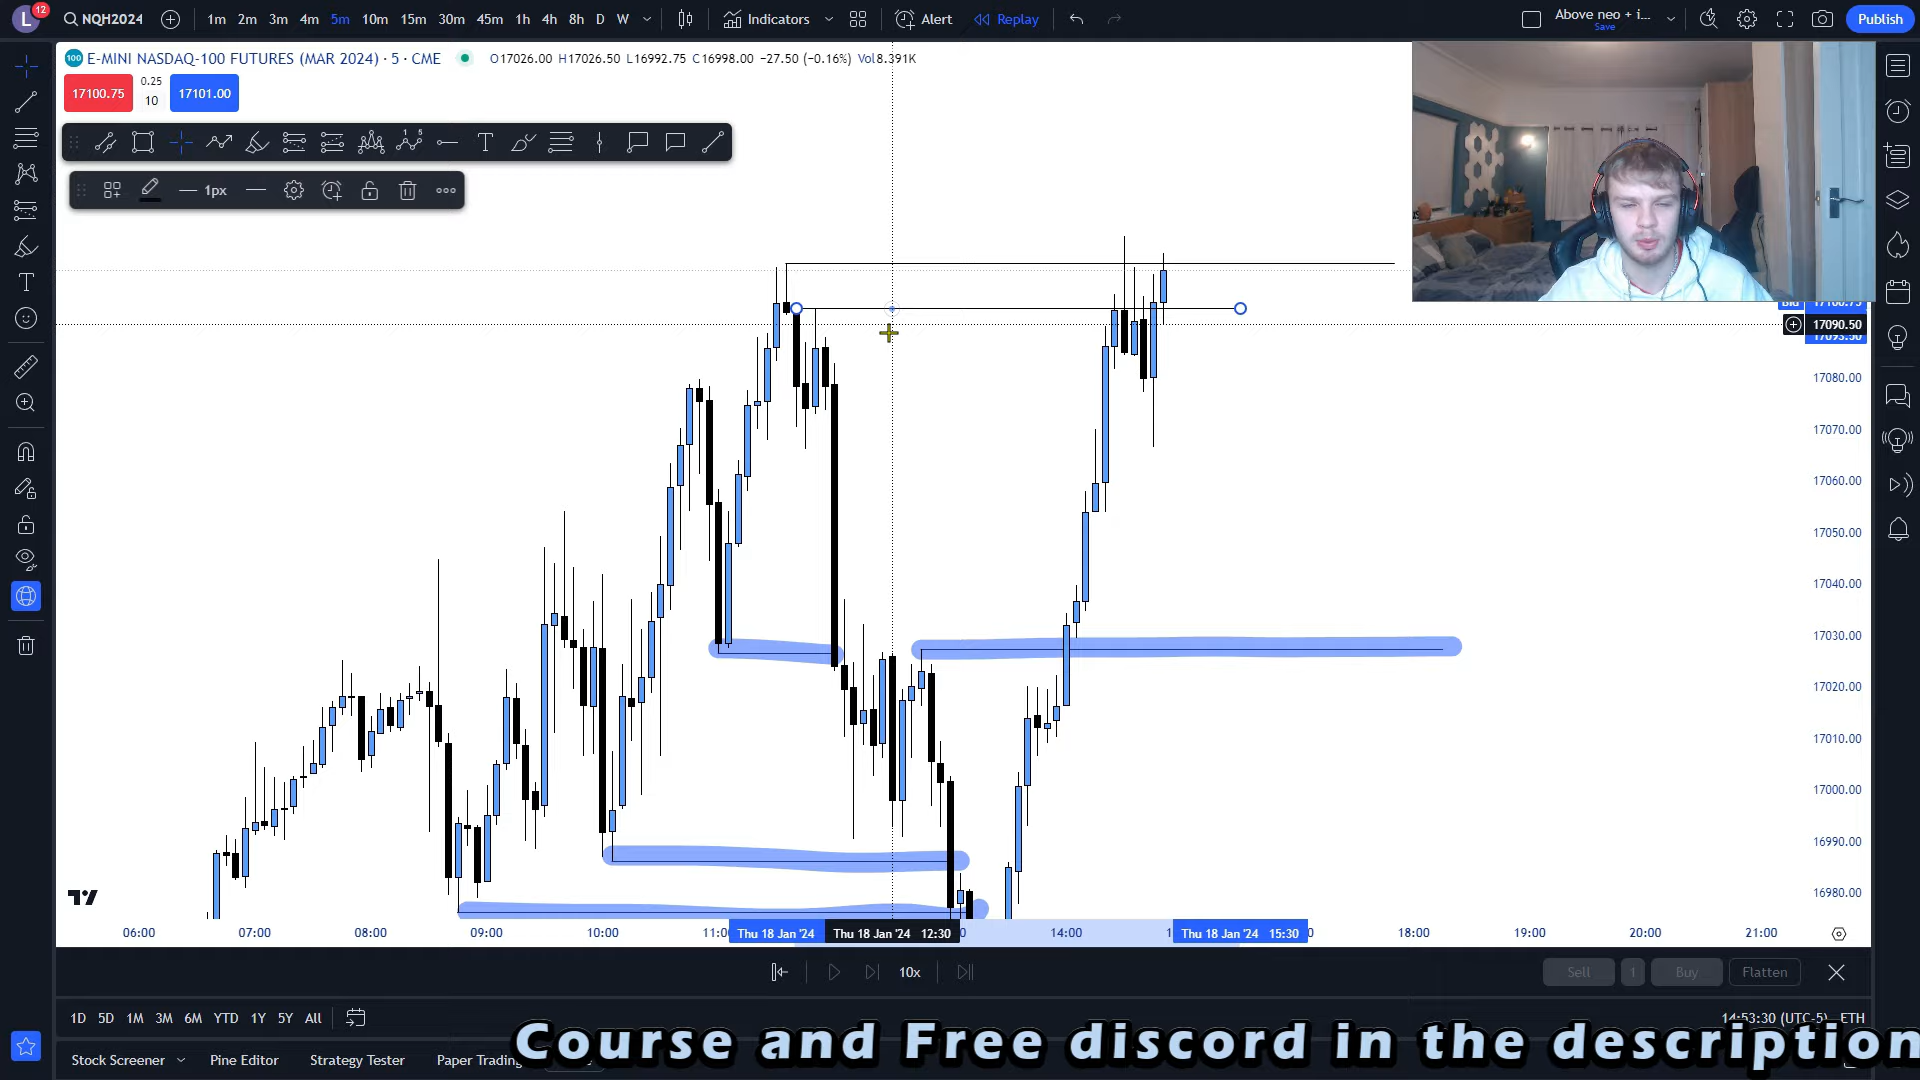 L 12 NQH2024 1m 2m 3m 4m 5m 10m 15m 30m 45m 1h 4h 8h D W Indicators Alert Replay Above neo + i... Save Publish
100 E-MINI NASDAQ-100 FUTURES (MAR 2024) · 5 · CME O17026.00 H17026.50 L16992.75 C16998.00 −27.50 (−0.16%) Vol8.391K
17100.75 0.25 10 17101.00
1px
17090.50
17080.00
17070.00
17060.00
17050.00
17040.00
17030.00
17020.00
17010.00
17000.00
16990.00
16980.00
06:00 07:00 08:00 09:00 10:00 Thu 18 Jan '24 Thu 18 Jan '24 12:30 14:00 Thu 18 Jan '24 15:30 18:00 19:00 20:00 21:00
10x Sell 1 Buy Flatten
1D 5D 1M 3M 6M YTD 1Y 5Y All 14:53:30 (UTC-5) ETH
Course and Free discord in the description
Stock Screener Pine Editor Strategy Tester Paper Trading